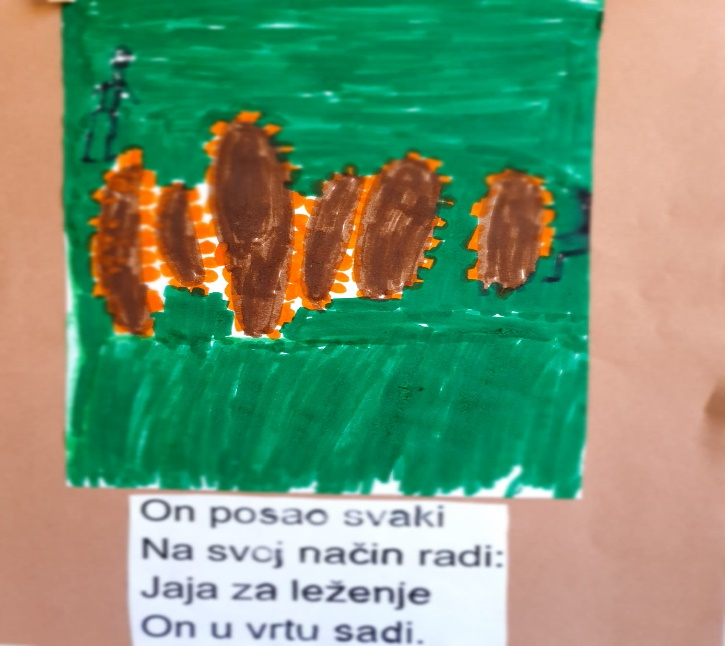 On posao svaki
Na svoj način radi:
Jaja za leženje
On u vrtu sadi.